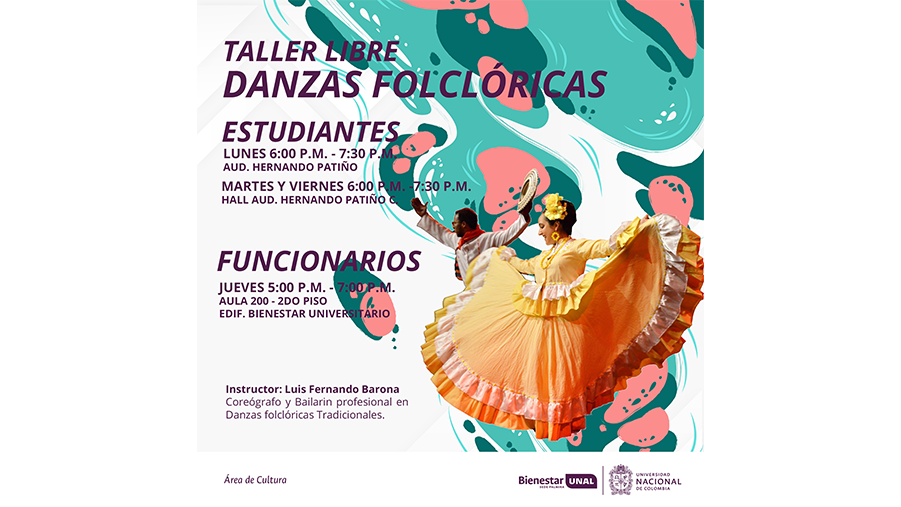 TALLER LIBRE
DANZAS FOLCLÓRICAS
ESTUDIANTES
LUNES 6:00 P.M. - 7:30 P.M.
AUD. HERNANDO PATIÑO
MARTES Y VIERNES 6:00 P.M. -7:30 P.M.
HALL AUD. HERNANDO PATIÑO C.
FUNCIONARIOS
JUEVES 5:00 P.M. - 7:00 P.M.
AULA 200 - 2DO PISO
EDIF. BIENESTAR UNIVERSITARIO
Instructor: Luis Fernando Barona
Coreógrafo y Bailarin profesional en
Danzas folclóricas Tradicionales.
Área de Cultura
Bienestar UNAL
SEDE PALMIRA
UNIVERSIDAD
NACIONAL
DE COLOMBIA